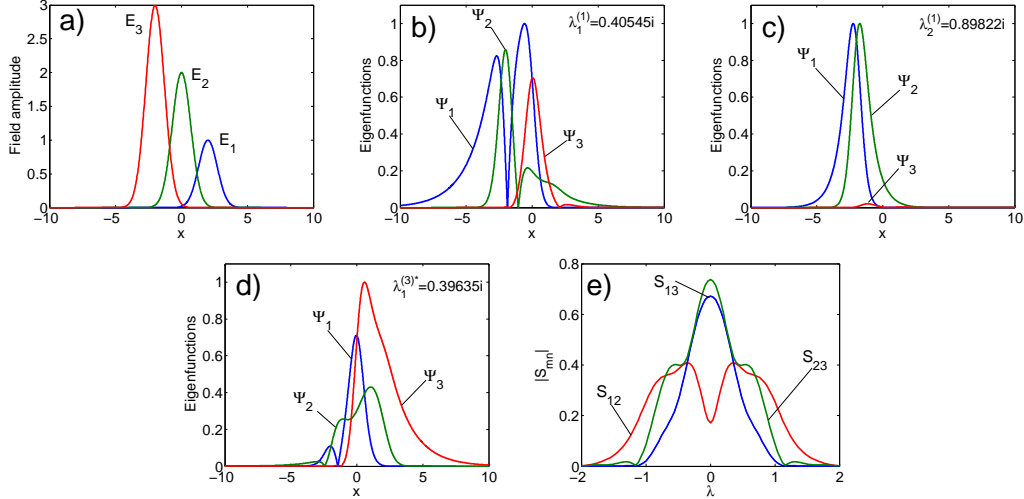 a)
Field amplitude
3
2.5
2
1.5
1
0.5
0
E3
E2
E1
−10 −5 0 5 10
x
b)
Eigenfunctions
1
0.8
0.6
0.4
0.2
0
Ψ1
Ψ2
Ψ3
λ1(1)=0.40545i
−10 −5 0 5 10
x
c)
Eigenfunctions
1
0.8
0.6
0.4
0.2
0
Ψ1
Ψ2
Ψ3
λ2(1)=0.89822i
−10 −5 0 5 10
x
d)
Eigenfunctions
1
0.8
0.6
0.4
0.2
0
Ψ1
Ψ2
Ψ3
λ1(3)*=0.39635i
−10 −5 0 5 10
x
e)
|Smn|
0.8
0.6
0.4
0.2
0
S13
S12
S23
−2 −1 0 1 2
λ